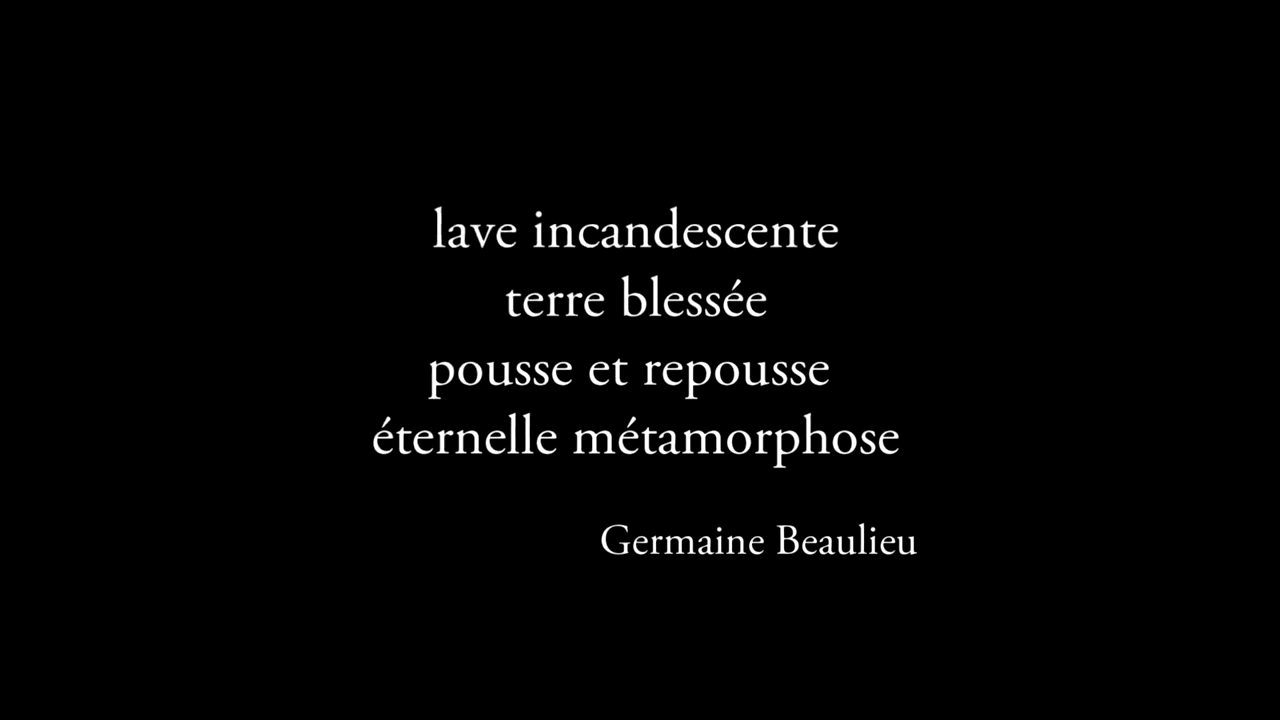 lave incandescente
terre blessée
pousse et repousse
éternelle métamorphose
Germaine Beaulieu